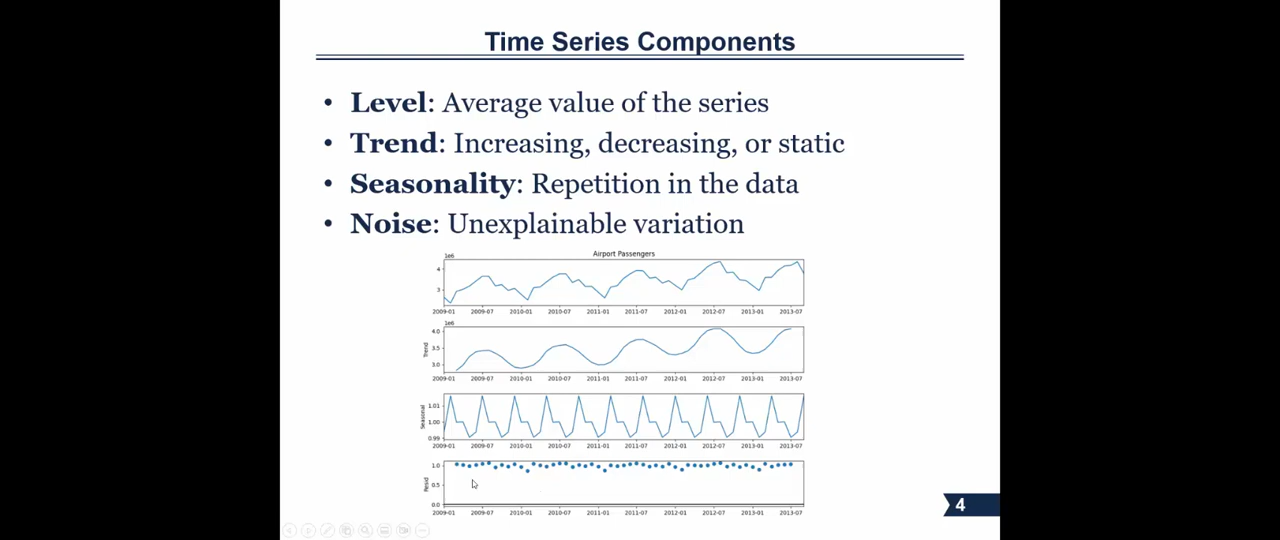 Time Series Components
• Level: Average value of the series
• Trend: Increasing, decreasing, or static
• Seasonality: Repetition in the data
• Noise: Unexplainable variation
Airport Passengers
1e6
4
3
2009-01 2009-07 2010-01 2010-07 2011-01 2011-07 2012-01 2012-07 2013-01 2013-07
1e6
Trend
4.0
3.5
3.0
2009-01 2009-07 2010-01 2010-07 2011-01 2011-07 2012-01 2012-07 2013-01 2013-07
Seasonal
1.01
1.00
0.99
2009-01 2009-07 2010-01 2010-07 2011-01 2011-07 2012-01 2012-07 2013-01 2013-07
Resid
1.0
0.5
0.0
2009-01 2009-07 2010-01 2010-07 2011-01 2011-07 2012-01 2012-07 2013-01 2013-07
4